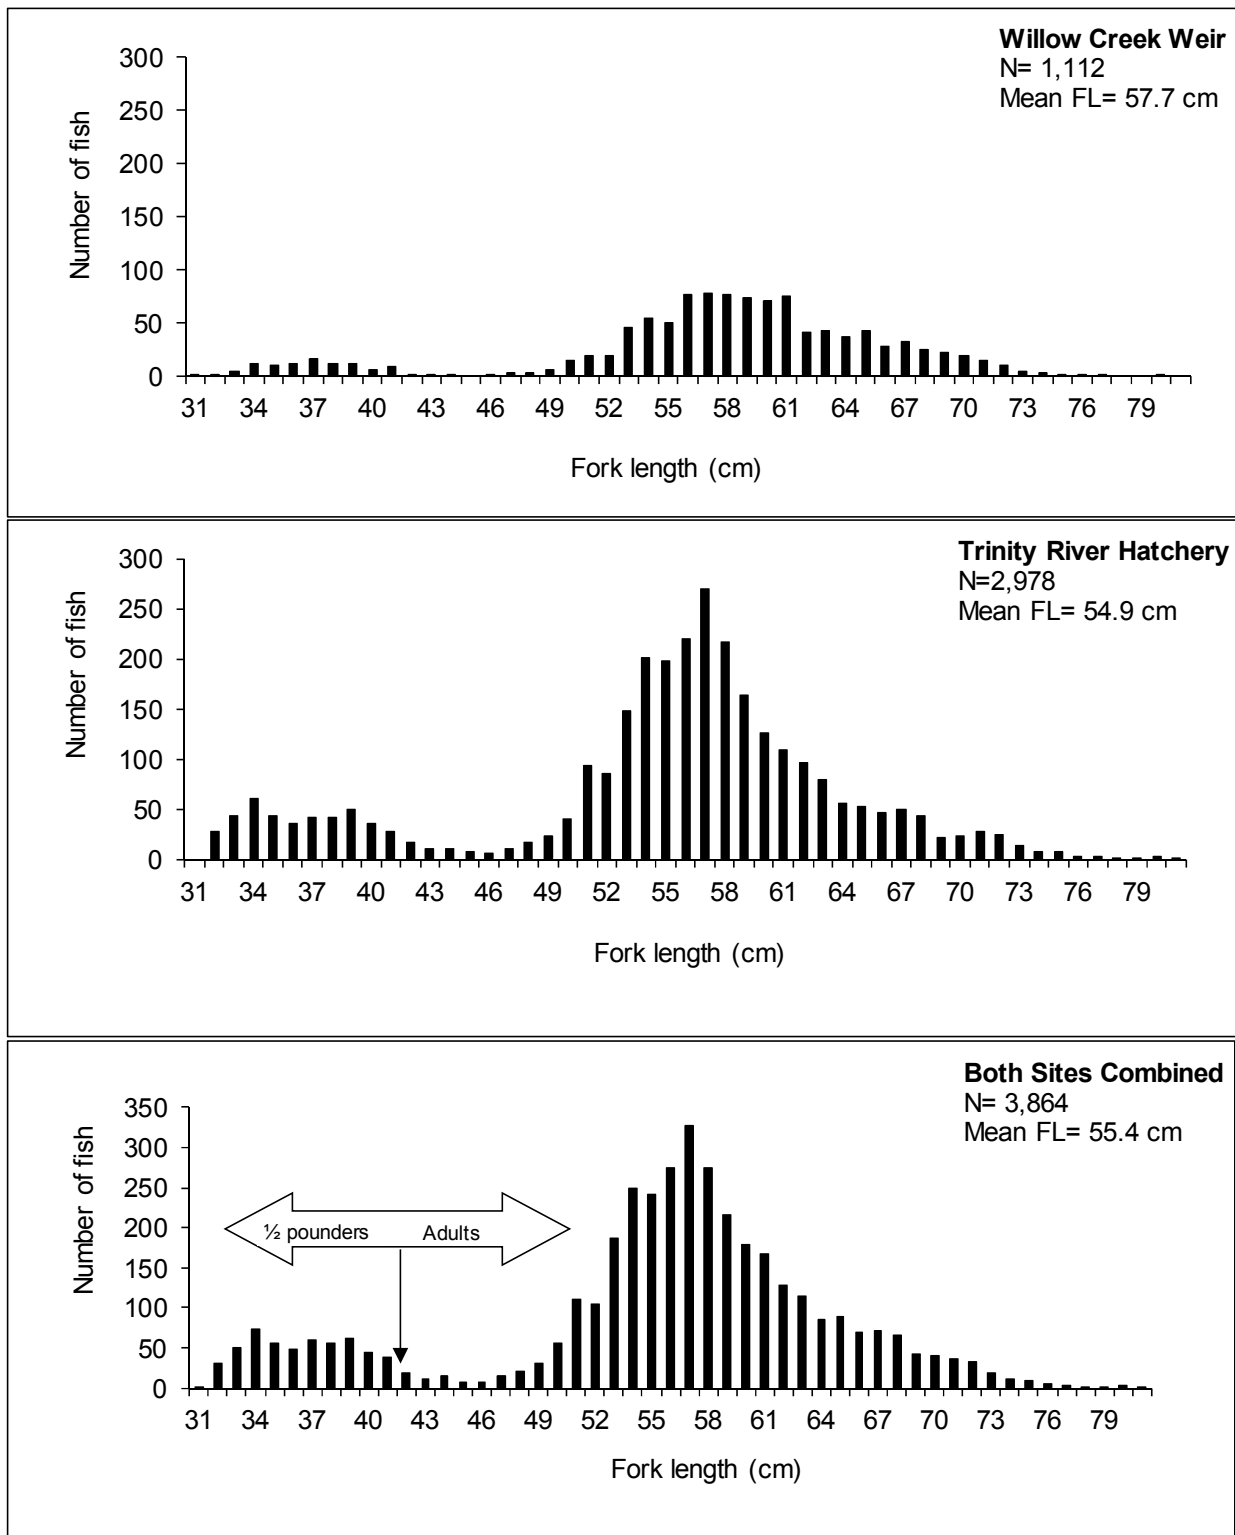 Willow Creek Weir
N= 1,112
Mean FL= 57.7 cm
Number of fish
300
250
200
150
100
50
0
31 34 37 40 43 46 49 52 55 58 61 64 67 70 73 76 79
Fork length (cm)
Trinity River Hatchery
N=2,978
Mean FL= 54.9 cm
Number of fish
300
250
200
150
100
50
0
31 34 37 40 43 46 49 52 55 58 61 64 67 70 73 76 79
Fork length (cm)
Both Sites Combined
N= 3,864
Mean FL= 55.4 cm
Number of fish
350
300
250
200
150
100
50
0
½ pounders Adults
31 34 37 40 43 46 49 52 55 58 61 64 67 70 73 76 79
Fork length (cm)